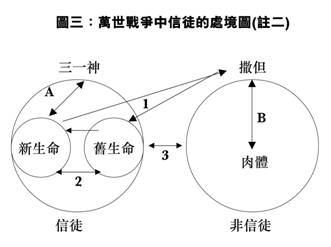 圖三：萬世戰爭中信徒的處境圖(註二)
三一神
撒但
A
1
B
新生命
舊生命
3
肉體
2
信徒
非信徒